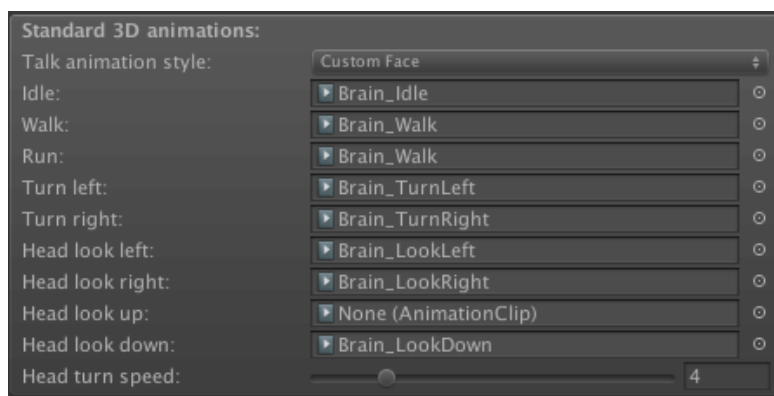 Standard 3D animations:
Talk animation style: Custom Face
Idle: Brain_Idle
Walk: Brain_Walk
Run: Brain_Walk
Turn left: Brain_TurnLeft
Turn right: Brain_TurnRight
Head look left: Brain_LookLeft
Head look right: Brain_LookRight
Head look up: None (AnimationClip)
Head look down: Brain_LookDown
Head turn speed: 4